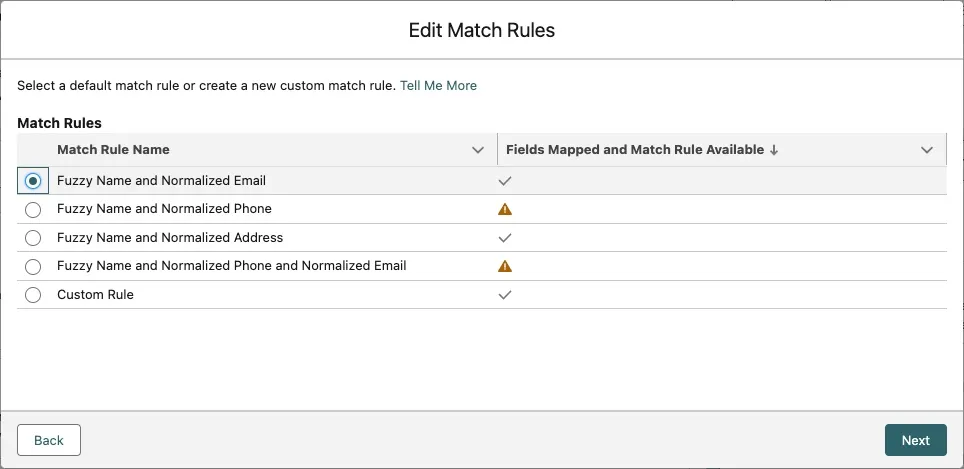 Edit Match Rules
Select a default match rule or create a new custom match rule. Tell Me More
Match Rules
Match Rule Name
Fields Mapped and Match Rule Available ↓
Fuzzy Name and Normalized Email
Fuzzy Name and Normalized Phone
Fuzzy Name and Normalized Address
Fuzzy Name and Normalized Phone and Normalized Email
Custom Rule
Back
Next